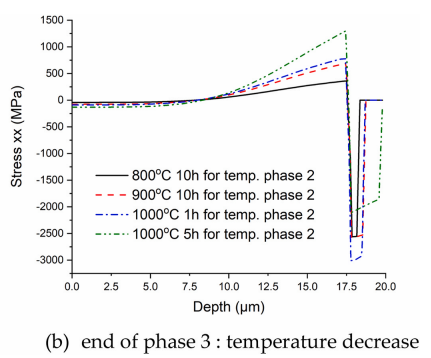 1500
1000
500
0
-500
-1000
-1500
-2000
-2500
-3000
Stress xx (MPa)
800°C 10h for temp. phase 2
900°C 10h for temp. phase 2
1000°C 1h for temp. phase 2
1000°C 5h for temp. phase 2
0.0 2.5 5.0 7.5 10.0 12.5 15.0 17.5 20.0
Depth (µm)
(b) end of phase 3 : temperature decrease